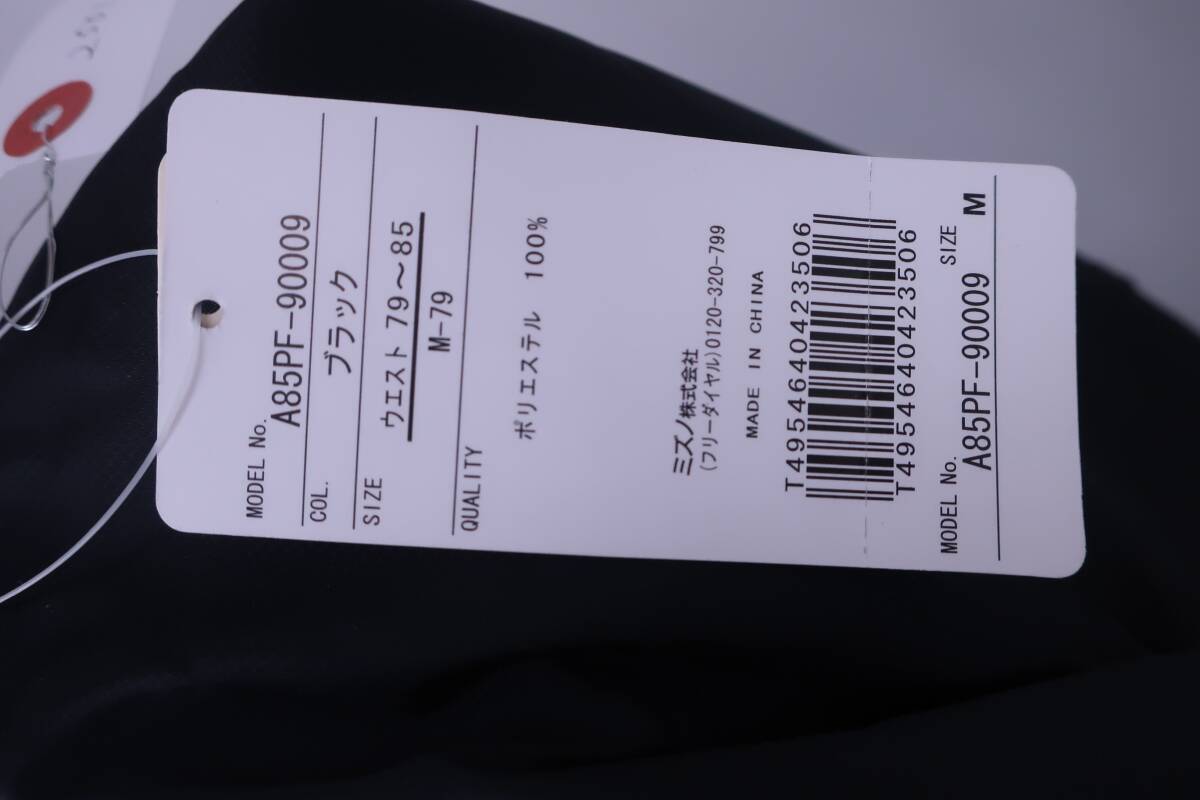 MODEL No.
A85PF-90009
COL.
ブラック
SIZE
ウエスト 79～85
M-79
QUALITY
ポリエステル 100%
ミズノ株式会社
(フリーダイヤル)0120-320-799
MADE IN CHINA
T4954640423506
T4954640423506
MODEL No. SIZE
A85PF-90009 M